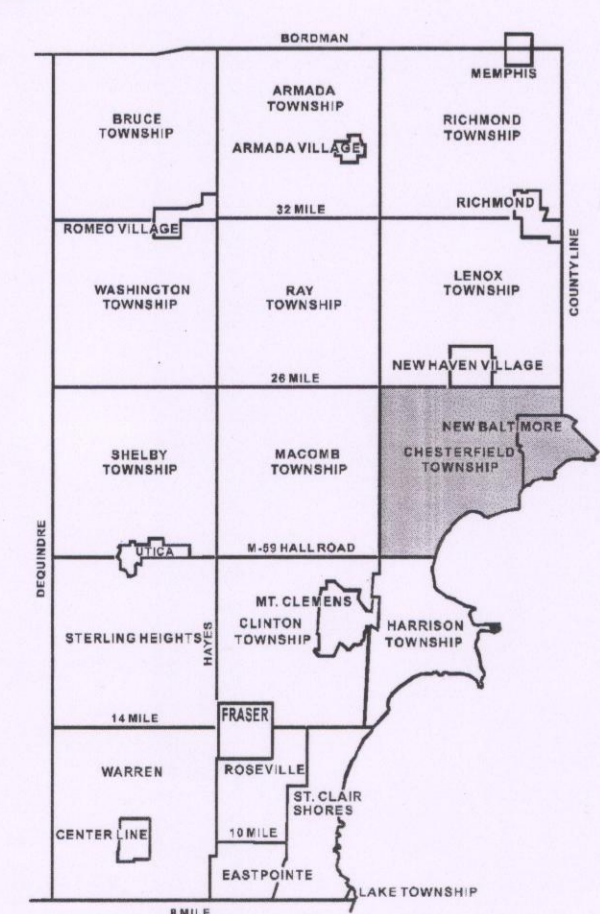 BORDMAN
MEMPHIS
ARMADA
TOWNSHIP
BRUCE
TOWNSHIP
RICHMOND
TOWNSHIP
ARMADA VILLAGE
RICHMOND
32 MILE
ROMEO VILLAGE
COUNTY LINE
WASHINGTON
TOWNSHIP
RAY
TOWNSHIP
LENOX
TOWNSHIP
NEW HAVEN VILLAGE
26 MILE
NEW BALT MORE
SHELBY
TOWNSHIP
MACOMB
TOWNSHIP
CHESTERFIELD
TOWNSHIP
DEQUINDRE
UTICA
M-59 HALL ROAD
MT. CLEMENS
STERLING HEIGHTS
HAYES
CLINTON
TOWNSHIP
HARRISON
TOWNSHIP
14 MILE
FRASER
WARREN
ROSEVILLE
ST. CLAIR
SHORES
CENTER LINE
10 MILE
EASTPOINTE
LAKE TOWNSHIP
8 MILE